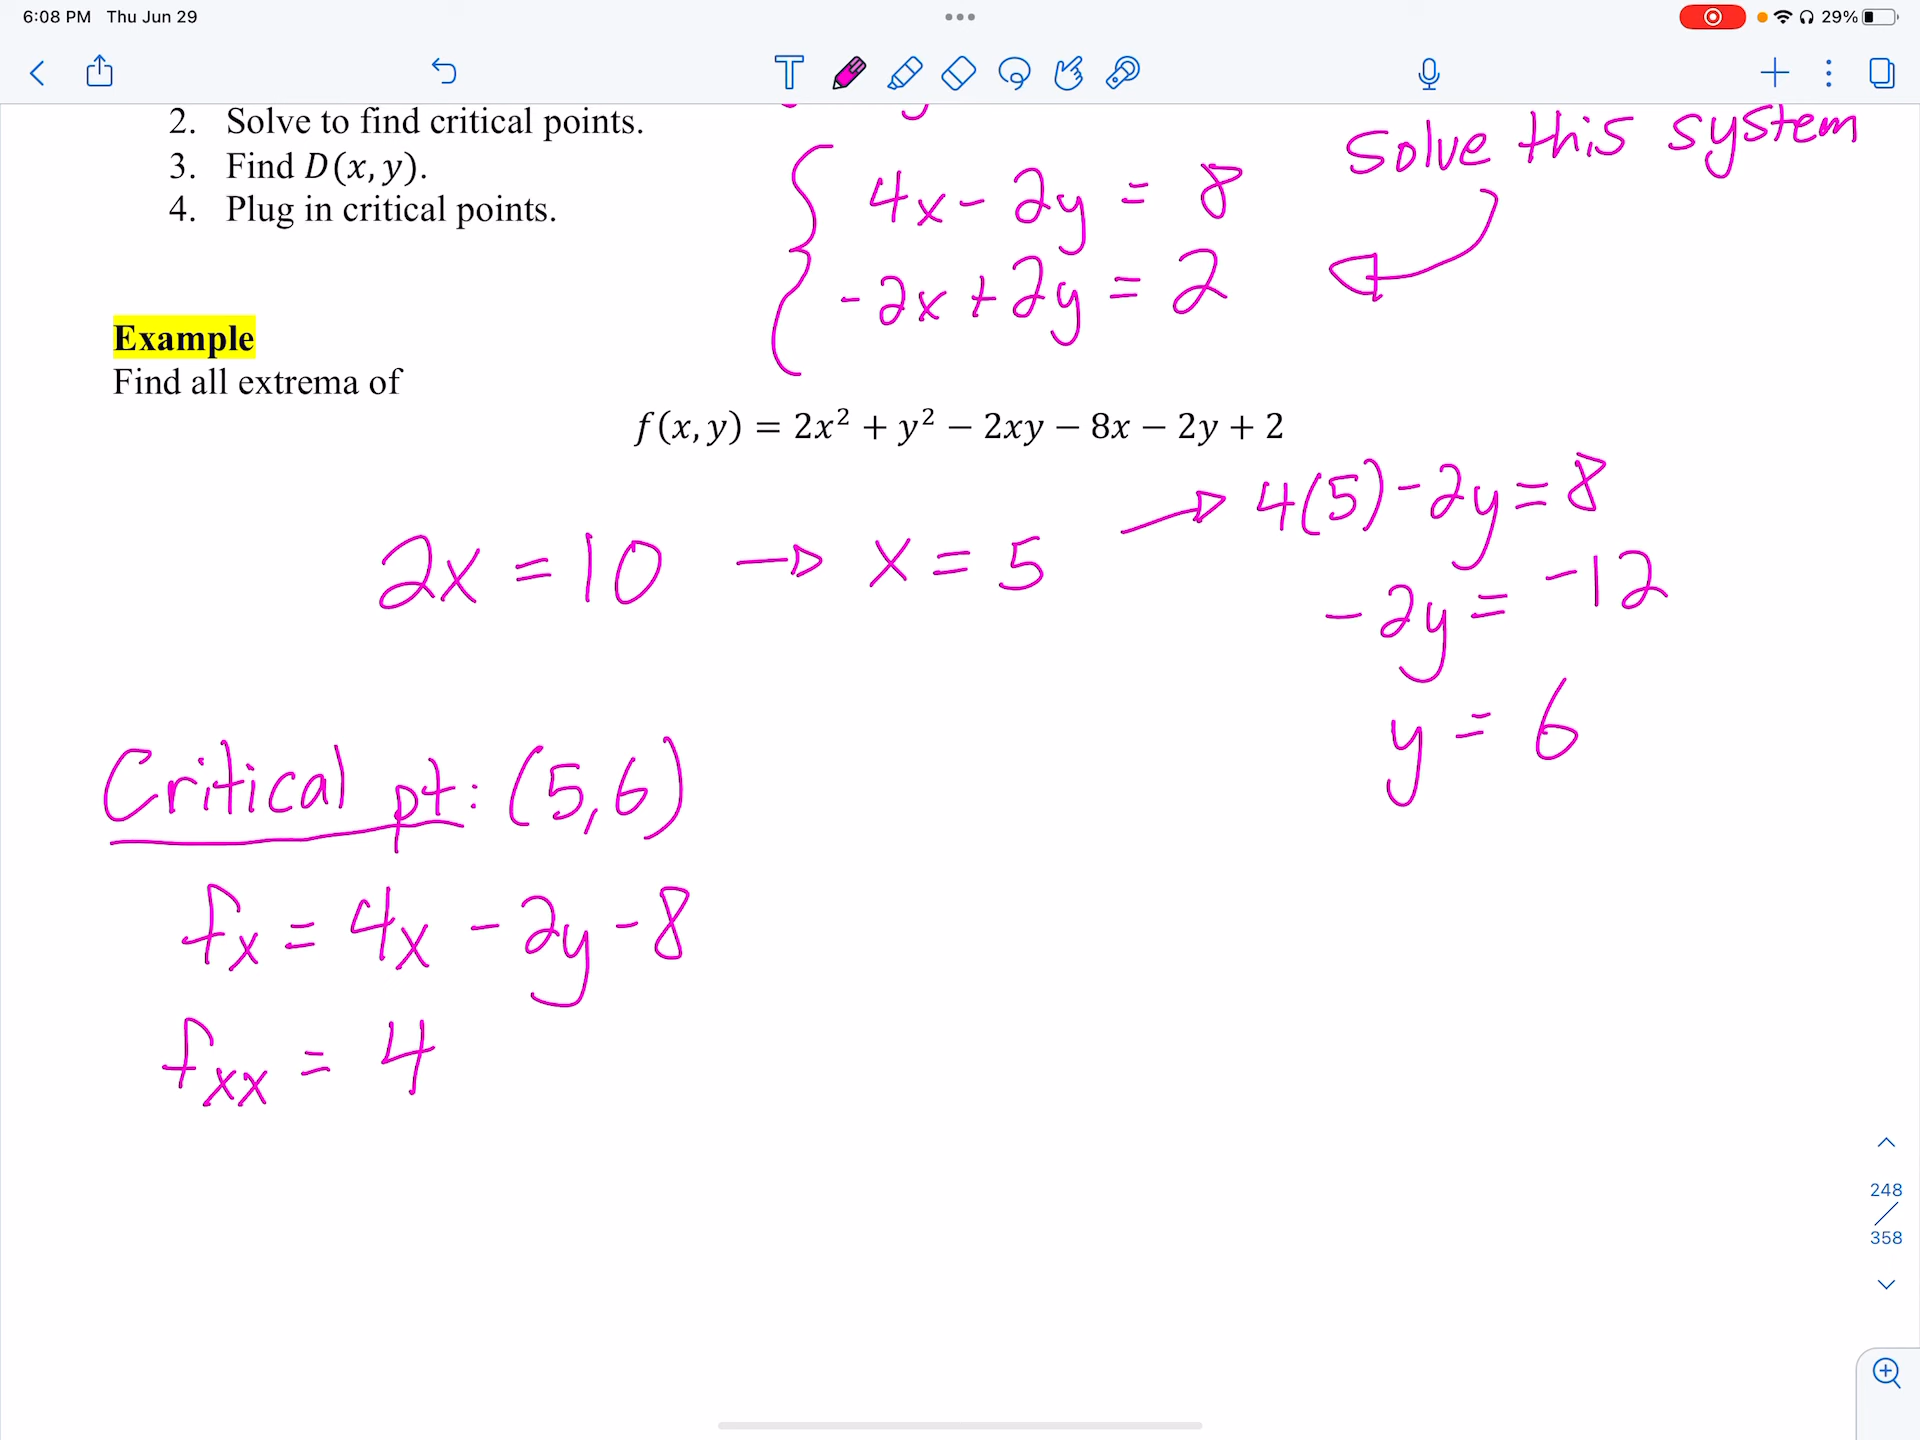 6:08 PM Thu Jun 29
29%
2. Solve to find critical points.
3. Find D(x, y).
4. Plug in critical points.
Solve this system
4x - 2y = 8
-2x + 2y = 2
Example
Find all extrema of
f(x, y) = 2x² + y² − 2xy − 8x − 2y + 2
2x = 10 → x = 5 → 4(5) - 2y = 8
-2y = -12
y = 6
Critical pt: (5,6)
fx = 4x - 2y - 8
fxx = 4
248
358